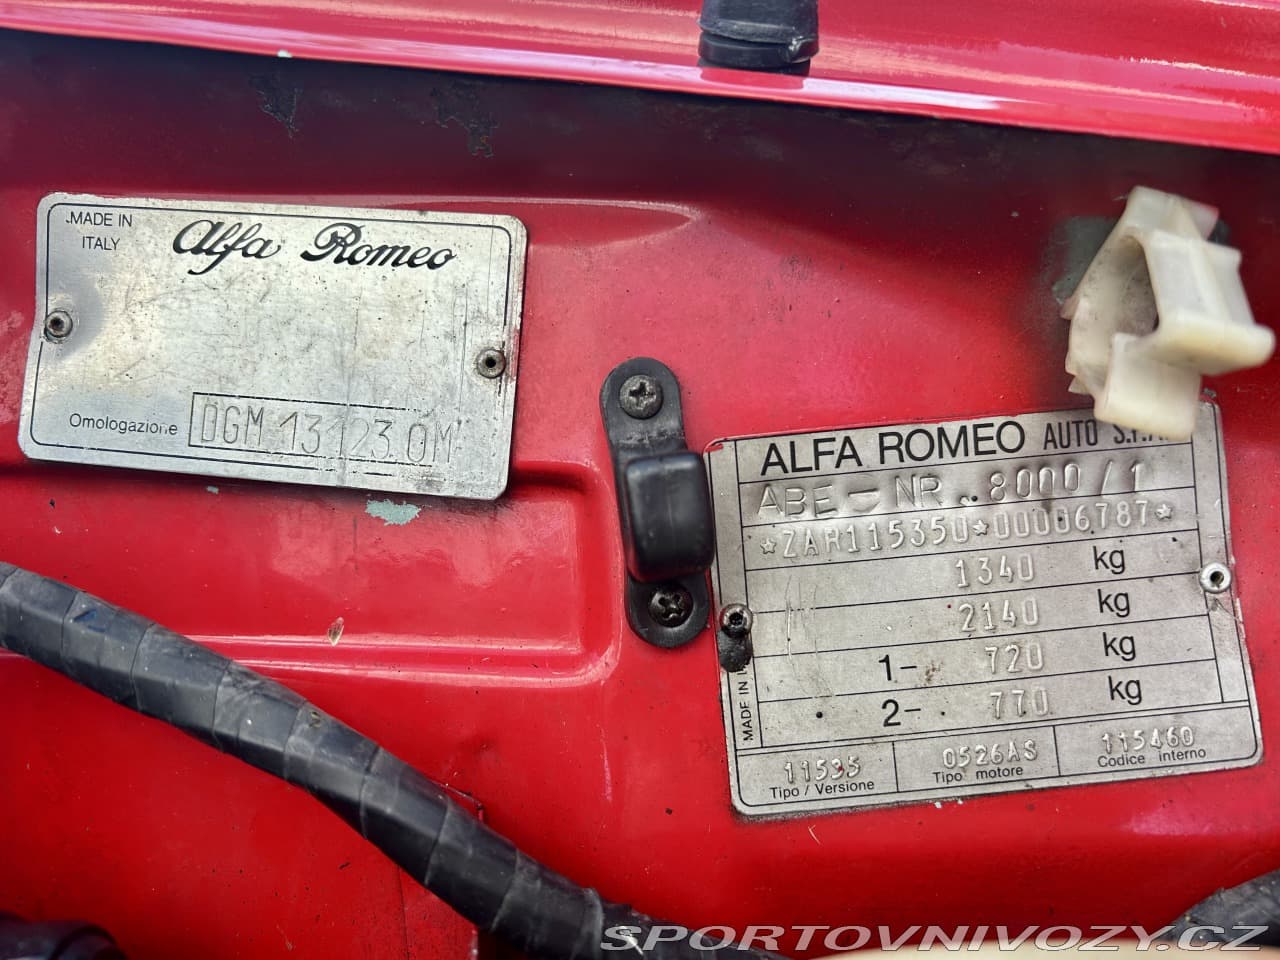 MADE IN
ITALY
Alfa Romeo
Omologazione DGM 13123 OM
ALFA ROMEO AUTO S.P.A.
ABE - NR. 8000/1
*ZAR115350*00006787*
1340 kg
2140 kg
1- 720 kg
2- 770 kg
MADE IN
11535
Tipo / Versione
0526AS
Tipo motore
115460
Codice interno
SPORTOVNIVOZY.CZ